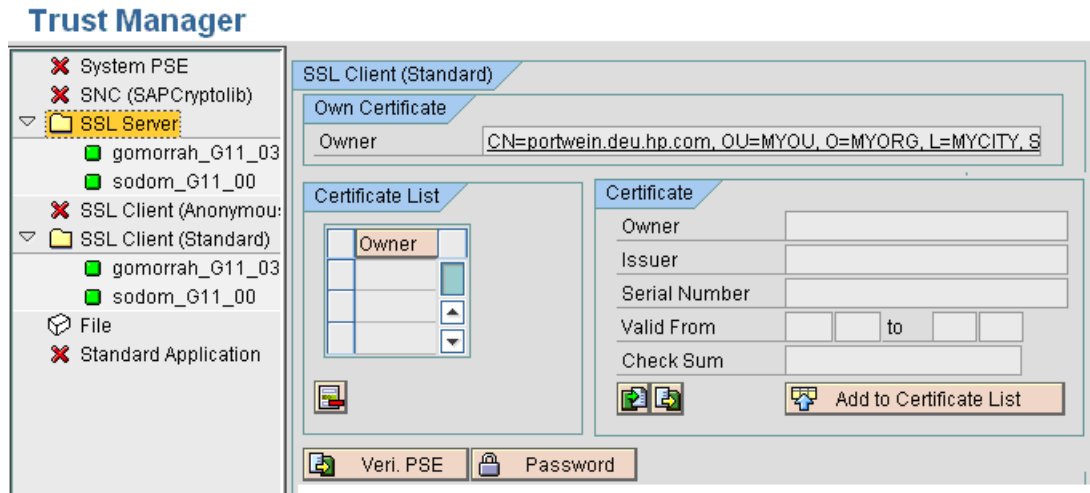 Trust Manager
System PSE
SNC (SAPCryptolib)
SSL Server
gomorrah_G11_03
sodom_G11_00
SSL Client (Anonymou
SSL Client (Standard)
gomorrah_G11_03
sodom_G11_00
File
Standard Application
SSL Client (Standard)
Own Certificate
Owner CN=portwein.deu.hp.com, OU=MYOU, O=MYORG, L=MYCITY, S
Certificate List
Owner
Certificate
Owner
Issuer
Serial Number
Valid From to
Check Sum
Add to Certificate List
Veri. PSE Password